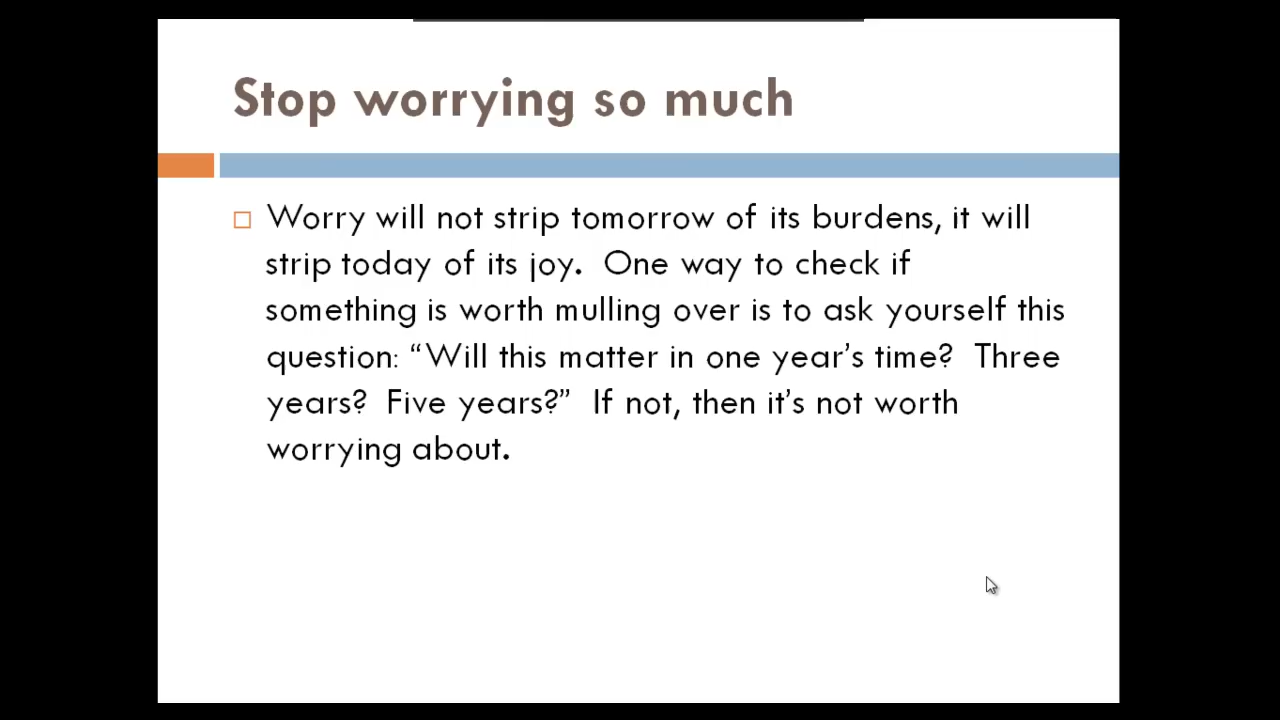 Stop worrying so much
Worry will not strip tomorrow of its burdens, it will
strip today of its joy.  One way to check if
something is worth mulling over is to ask yourself this
question: “Will this matter in one year’s time?  Three
years?  Five years?”  If not, then it’s not worth
worrying about.